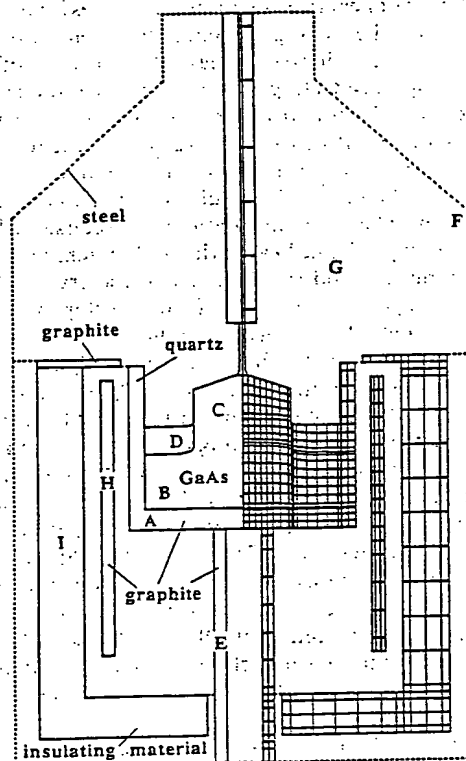 steel
F
G
graphite
quartz
C
D
GaAs
H
B
A
I
graphite
E
insulating material